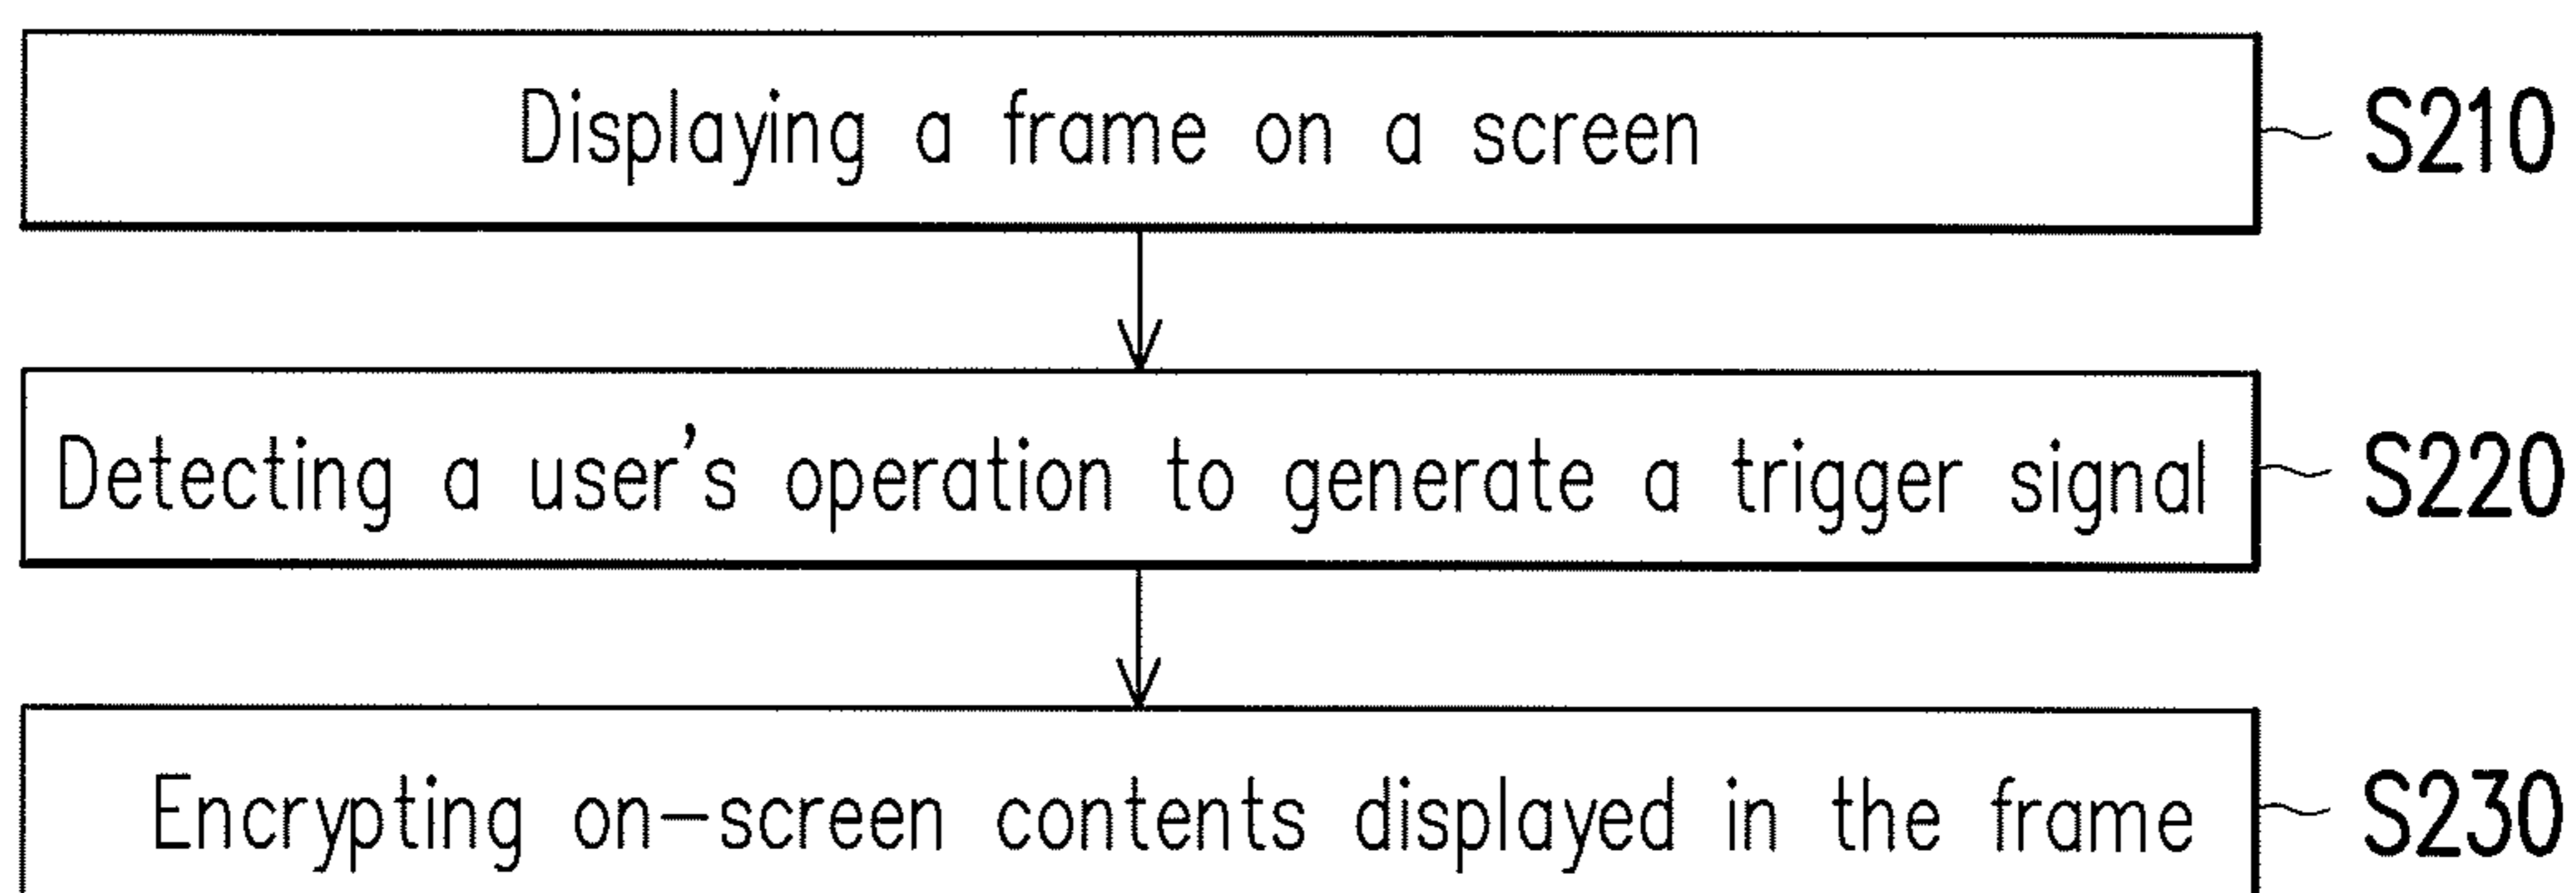 Displaying a frame on a screen S210
Detecting a user's operation to generate a trigger signal S220
Encrypting on-screen contents displayed in the frame S230